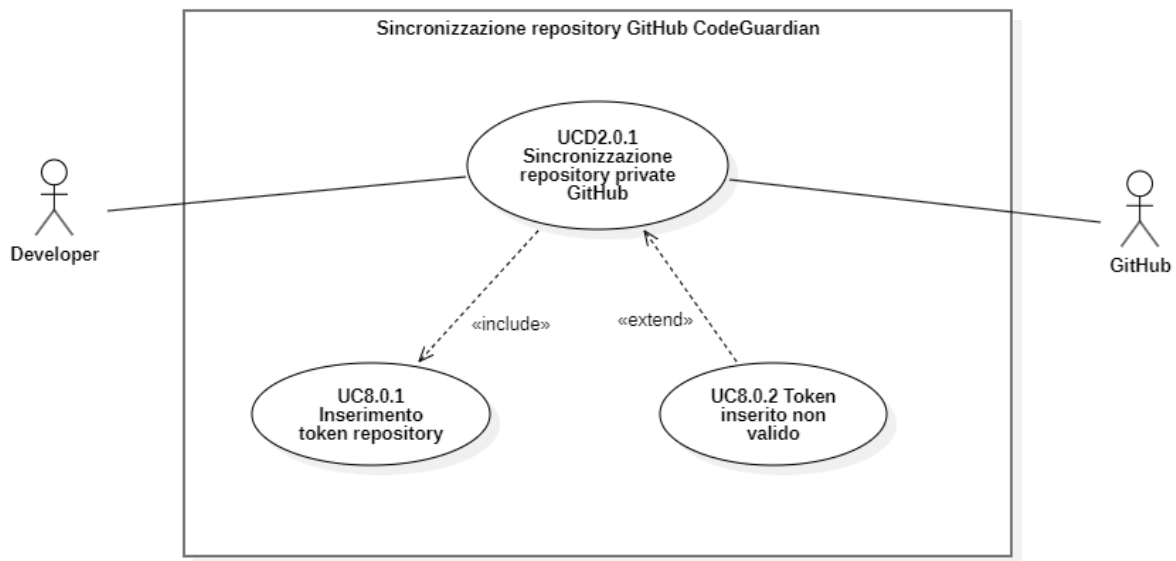 Sincronizzazione repository GitHub CodeGuardian
UCD2.0.1
Sincronizzazione
repository private
GitHub
Developer
GitHub
«include»
«extend»
UC8.0.1
Inserimento
token repository
UC8.0.2 Token
inserito non
valido